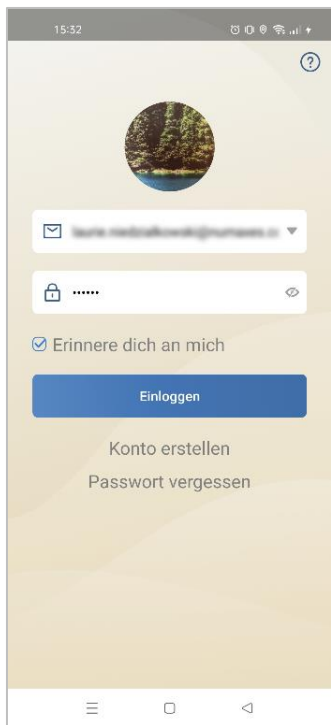 15:32
Erinnere dich an mich
Einloggen
Konto erstellen
Passwort vergessen